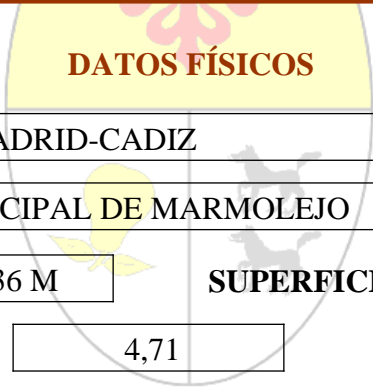 DATOS FÍSICOS
ADRID-CADIZ
CIPAL DE MARMOLEJO
36 M SUPERFICI
4,71